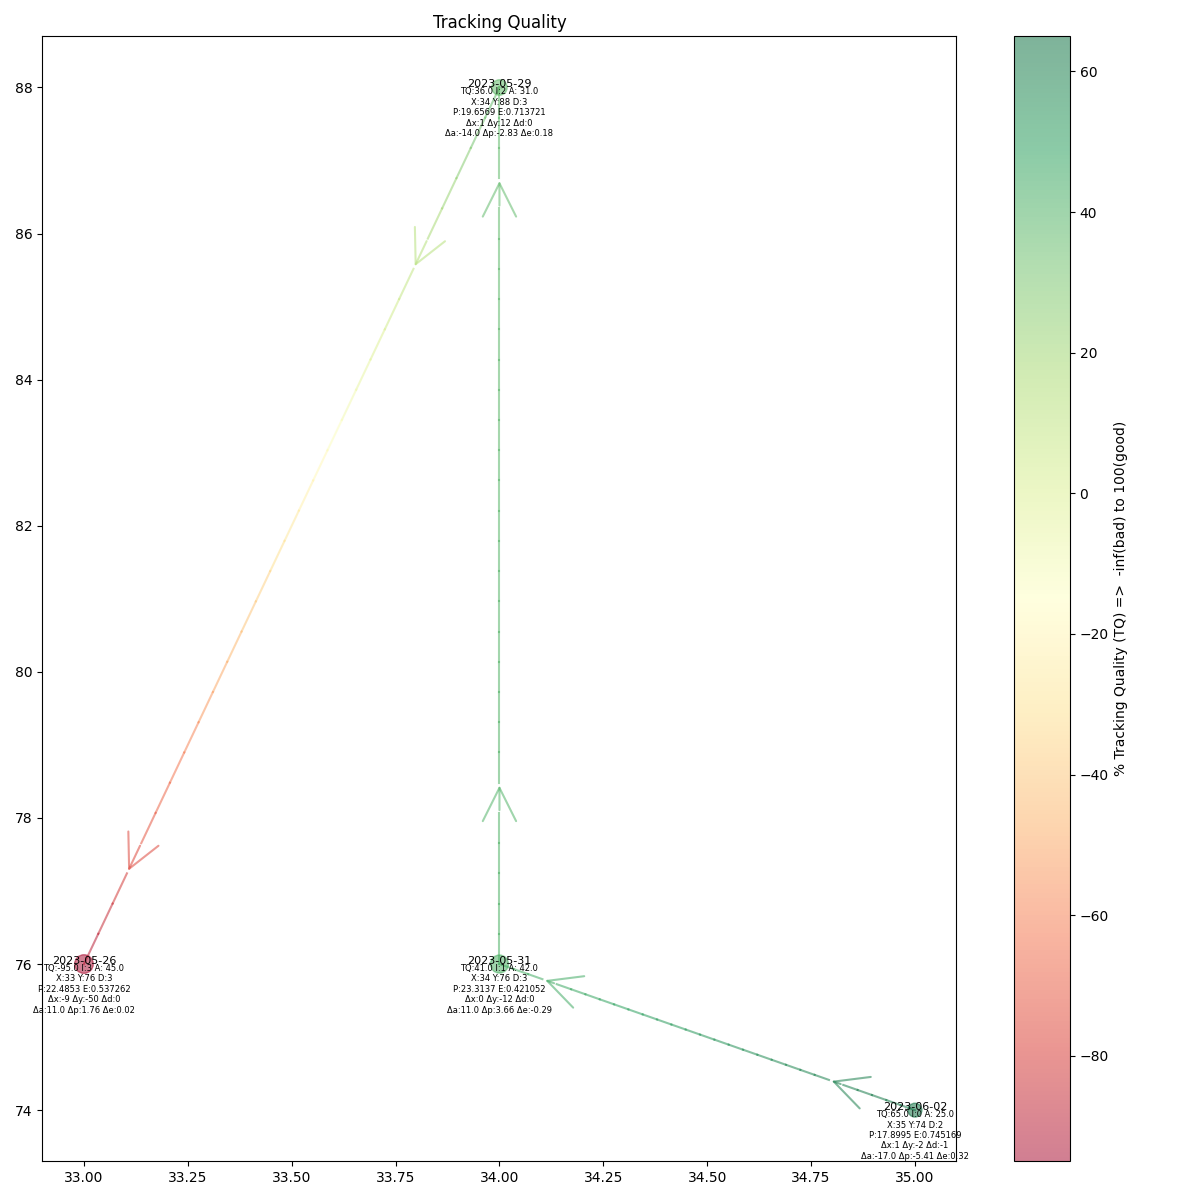 Tracking Quality
2023-05-29
TQ:36.0 I:2 A: 31.0
X:34 Y:88 D:3
P:19.6569 E:0.713721
Δx:1 Δy:12 Δd:0
Δa:-14.0 Δp:-2.83 Δe:0.18
2023-05-26
TQ:-95.0 I:3 A: 45.0
X:33 Y:76 D:3
P:22.4853 E:0.537262
Δx:-9 Δy:-50 Δd:0
Δa:11.0 Δp:1.76 Δe:0.02
2023-05-31
TQ:41.0 I:1 A: 42.0
X:34 Y:76 D:3
P:23.3137 E:0.421052
Δx:0 Δy:-12 Δd:0
Δa:11.0 Δp:3.66 Δe:-0.29
2023-06-02
TQ:65.0 I:0 A: 25.0
X:35 Y:74 D:2
P:17.8995 E:0.745169
Δx:1 Δy:-2 Δd:-1
Δa:-17.0 Δp:-5.41 Δe:0.32
88
86
84
82
80
78
76
74
33.00
33.25
33.50
33.75
34.00
34.25
34.50
34.75
35.00
60
40
20
0
−20
−40
−60
−80
% Tracking Quality (TQ) => -inf(bad) to 100(good)